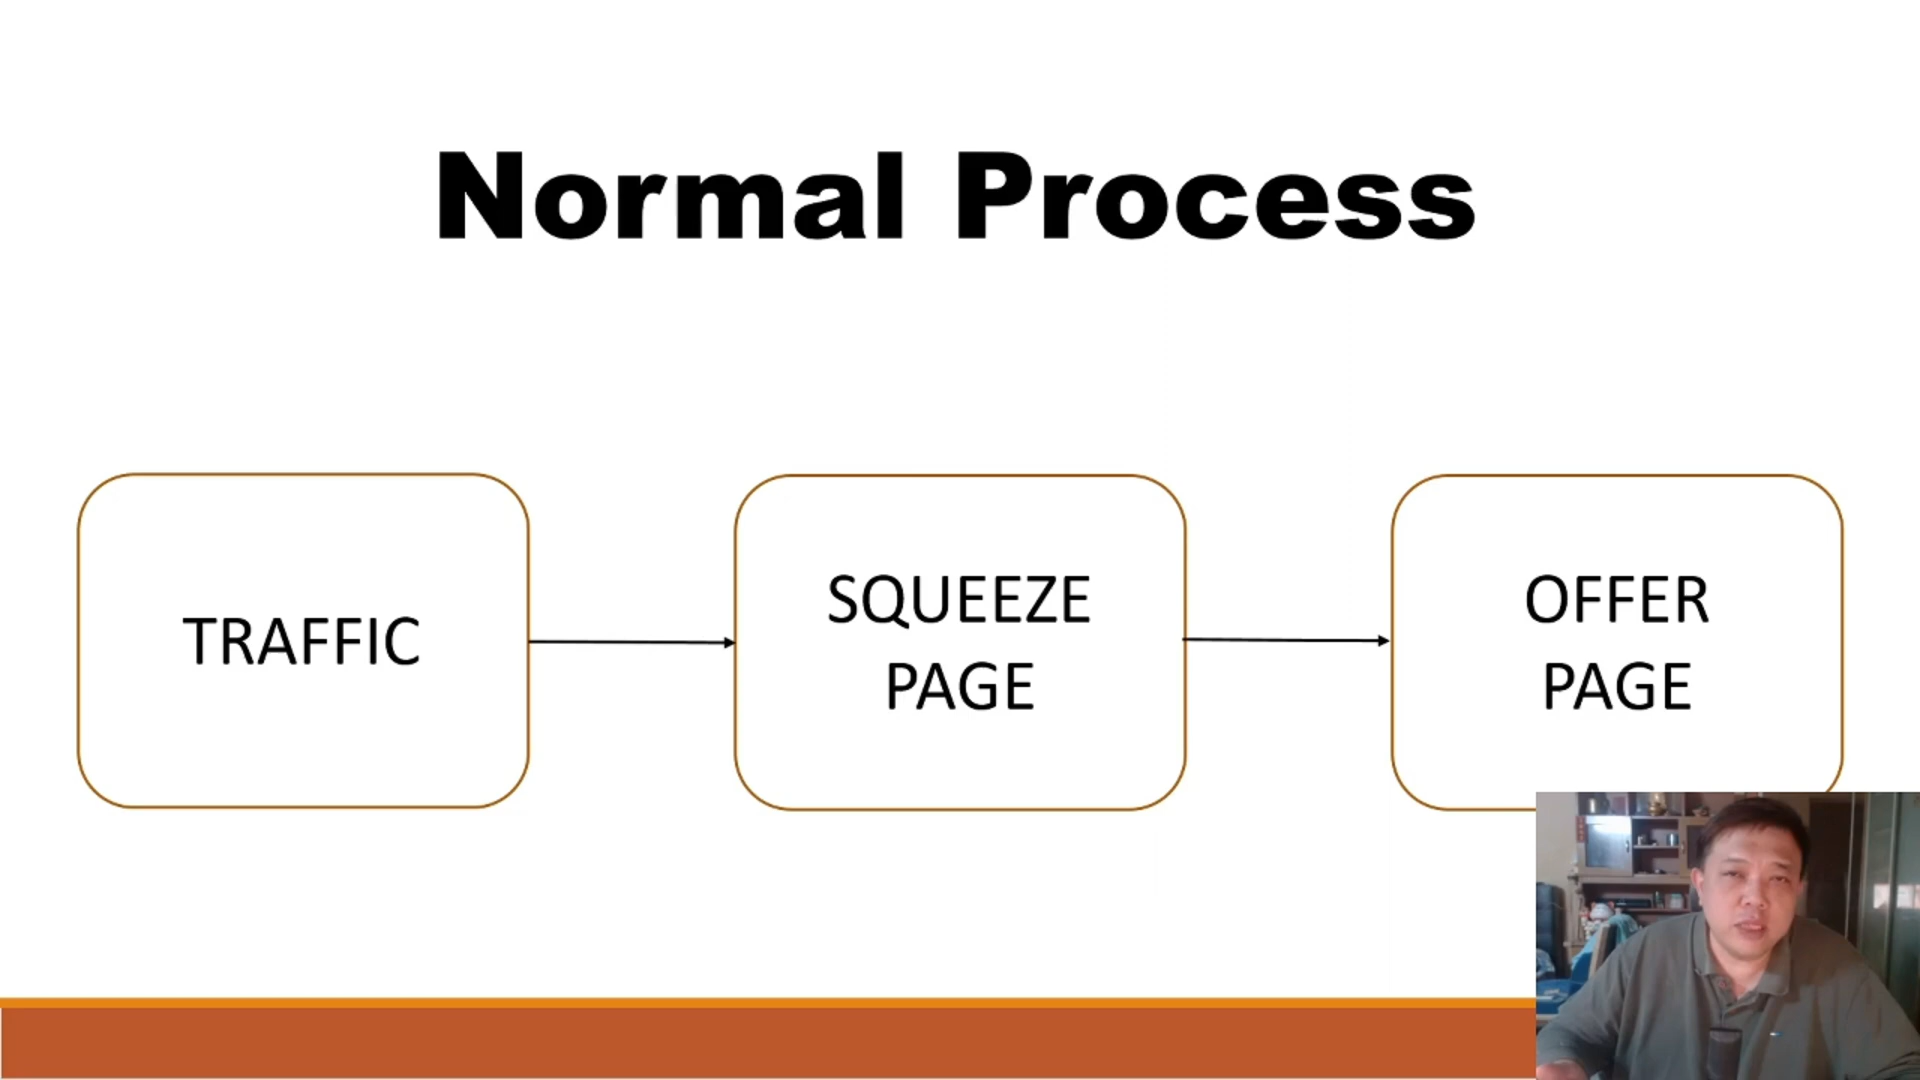 Normal Process
TRAFFIC
SQUEEZE
PAGE
OFFER
PAGE